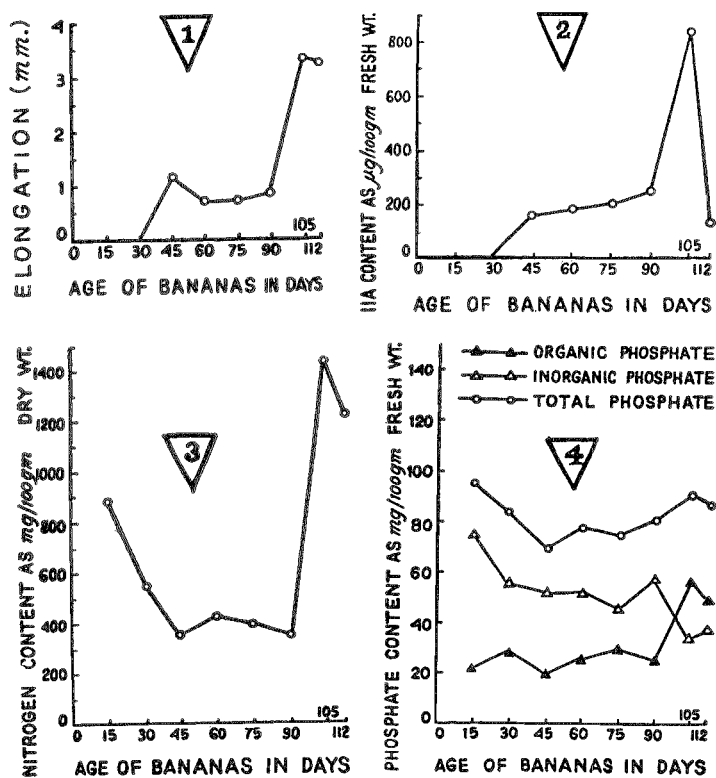 1
ELONGATION (mm.)
4
3
2
1
0
0 15 30 45 60 75 90 105 112
AGE OF BANANAS IN DAYS
2
IIA CONTENT AS μg/100gm FRESH WT.
800
600
400
200
0
0 15 30 45 60 75 90 105 112
AGE OF BANANAS IN DAYS
3
NITROGEN CONTENT AS mg/100gm DRY WT.
1400
1200
1000
800
600
400
200
0
0 15 30 45 60 75 90 105 112
AGE OF BANANAS IN DAYS
4
ORGANIC PHOSPHATE
INORGANIC PHOSPHATE
TOTAL PHOSPHATE
PHOSPHATE CONTENT AS mg/100gm FRESH WT.
140
120
100
80
60
40
20
0
0 15 30 45 60 75 90 105 112
AGE OF BANANAS IN DAYS